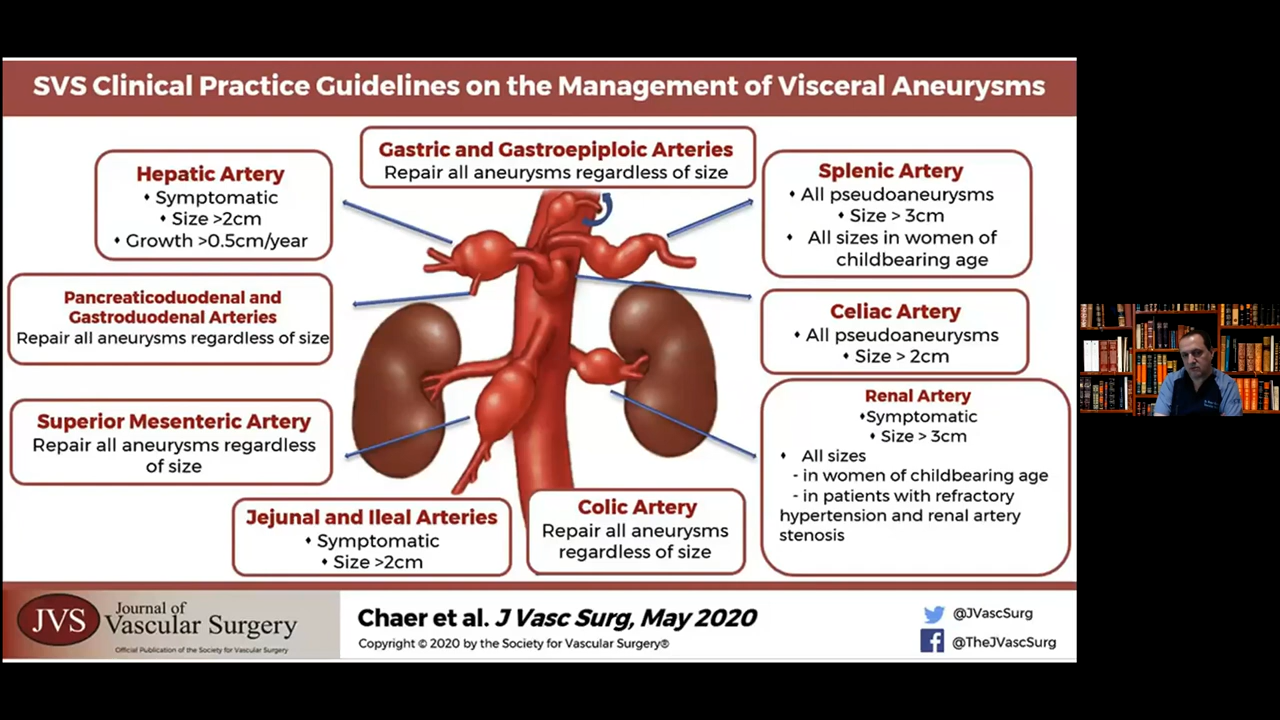 SVS Clinical Practice Guidelines on the Management of Visceral Aneurysms
Gastric and Gastroepiploic Arteries
Repair all aneurysms regardless of size
Hepatic Artery
♦ Symptomatic
♦ Size >2cm
♦ Growth >0.5cm/year
Splenic Artery
♦ All pseudoaneurysms
♦ Size > 3cm
♦ All sizes in women of
childbearing age
Pancreaticoduodenal and
Gastroduodenal Arteries
Repair all aneurysms regardless of size
Celiac Artery
♦ All pseudoaneurysms
♦ Size > 2cm
Superior Mesenteric Artery
Repair all aneurysms regardless
of size
Renal Artery
♦Symptomatic
♦ Size > 3cm
♦ All sizes
- in women of childbearing age
- in patients with refractory
hypertension and renal artery
stenosis
Jejunal and Ileal Arteries
♦ Symptomatic
♦ Size >2cm
Colic Artery
Repair all aneurysms
regardless of size
JVS
Journal of
Vascular Surgery
Official Publication of the Society for Vascular Surgery
Chaer et al. J Vasc Surg, May 2020
Copyright © 2020 by the Society for Vascular Surgery®
@JVascSurg
@TheJVascSurg